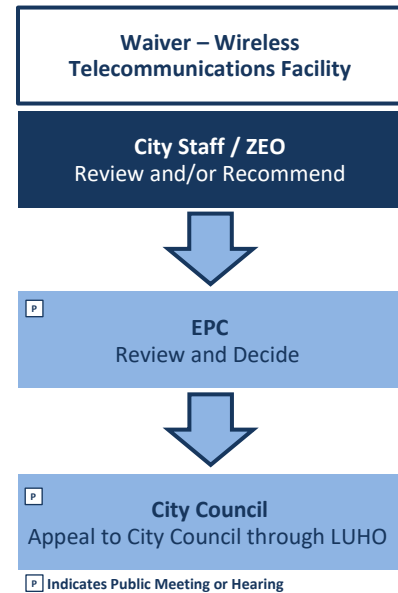 Waiver – Wireless
Telecommunications Facility
City Staff / ZEO
Review and/or Recommend
P
EPC
Review and Decide
P
City Council
Appeal to City Council through LUHO
P Indicates Public Meeting or Hearing